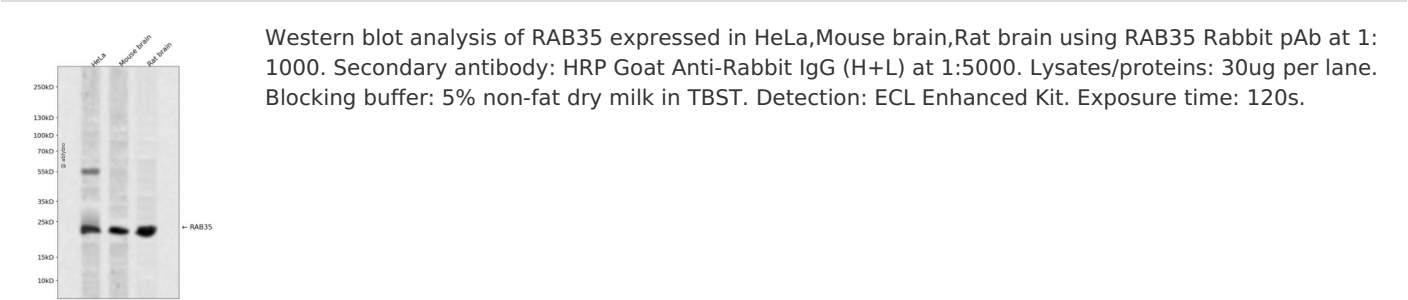 HeLa
Mouse brain
Rat brain
250kD
130kD
100kD
70kD
55kD
35kD
25kD
15kD
10kD
← RAB35
Western blot analysis of RAB35 expressed in HeLa,Mouse brain,Rat brain using RAB35 Rabbit pAb at 1:
1000. Secondary antibody: HRP Goat Anti-Rabbit IgG (H+L) at 1:5000. Lysates/proteins: 30ug per lane.
Blocking buffer: 5% non-fat dry milk in TBST. Detection: ECL Enhanced Kit. Exposure time: 120s.